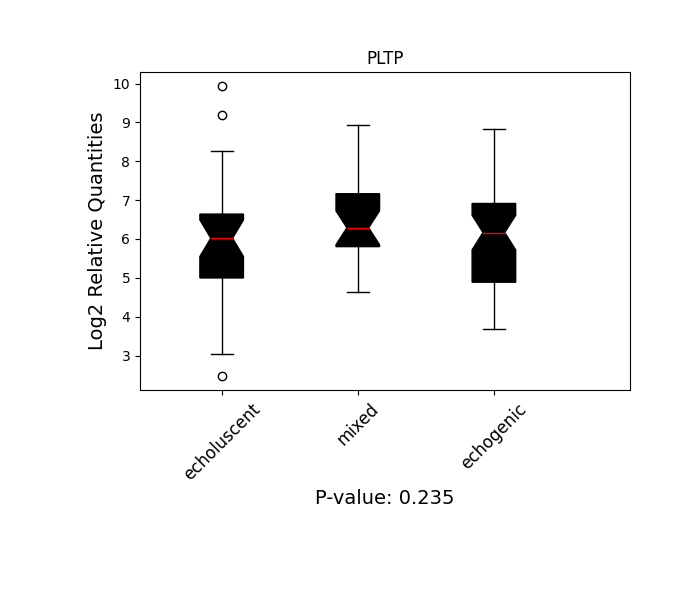 PLTP
Log2 Relative Quantities
10
9
8
7
6
5
4
3
echoluscent
mixed
echogenic
P-value: 0.235